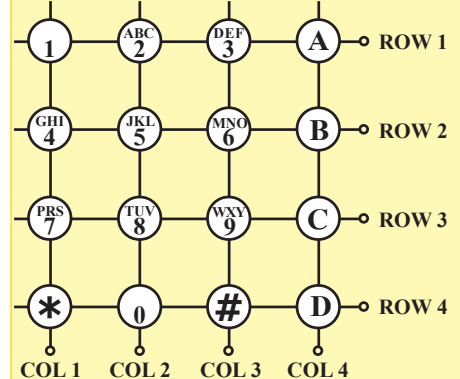 1 ABC 2 DEF 3 A ROW 1
GHI 4 JKL 5 MNO 6 B ROW 2
PRS 7 TUV 8 WXY 9 C ROW 3
* 0 # D ROW 4
COL 1 COL 2 COL 3 COL 4